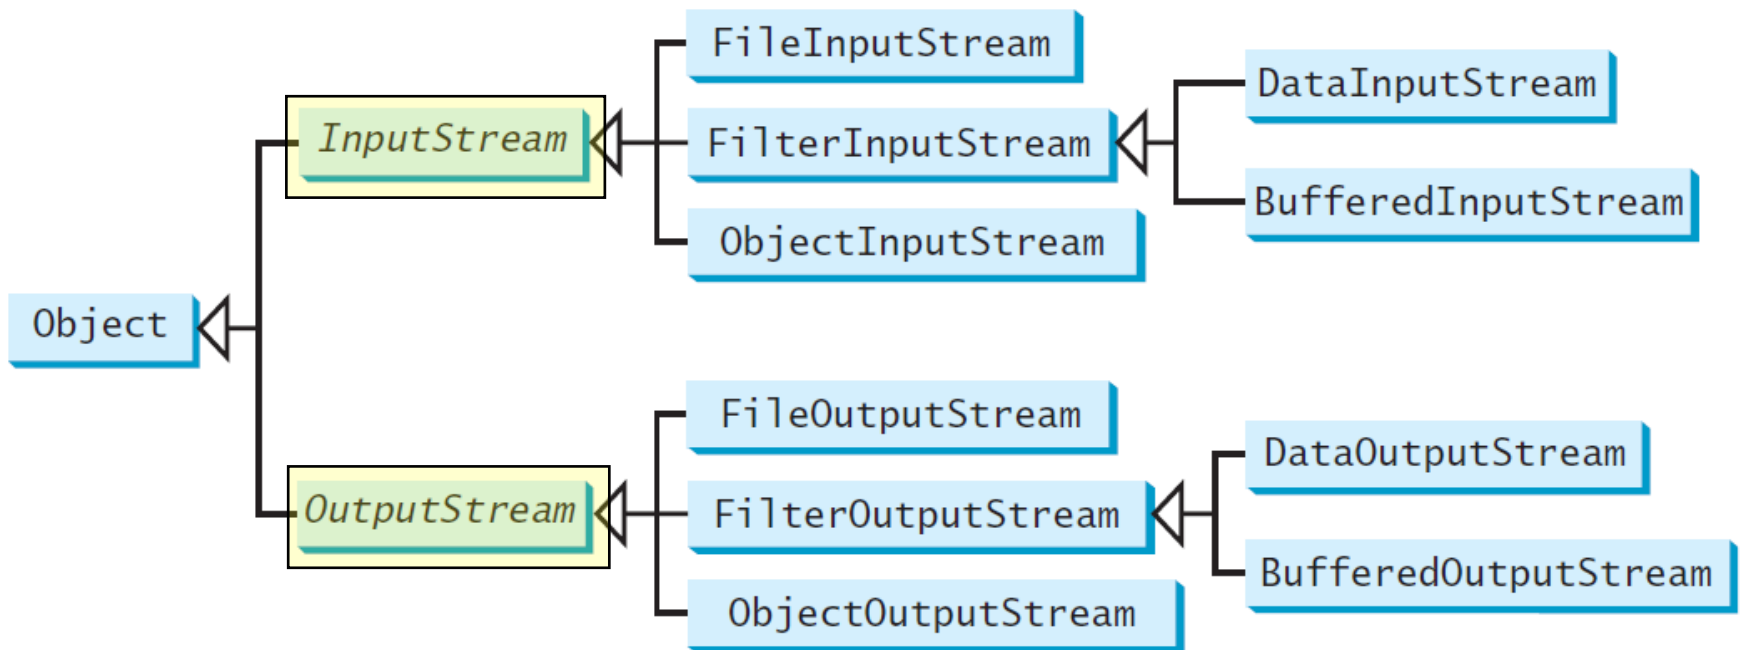 FileInputStream
DataInputStream
InputStream
FilterInputStream
BufferedInputStream
ObjectInputStream
Object
FileOutputStream
DataOutputStream
OutputStream
FilterOutputStream
BufferedOutputStream
ObjectOutputStream